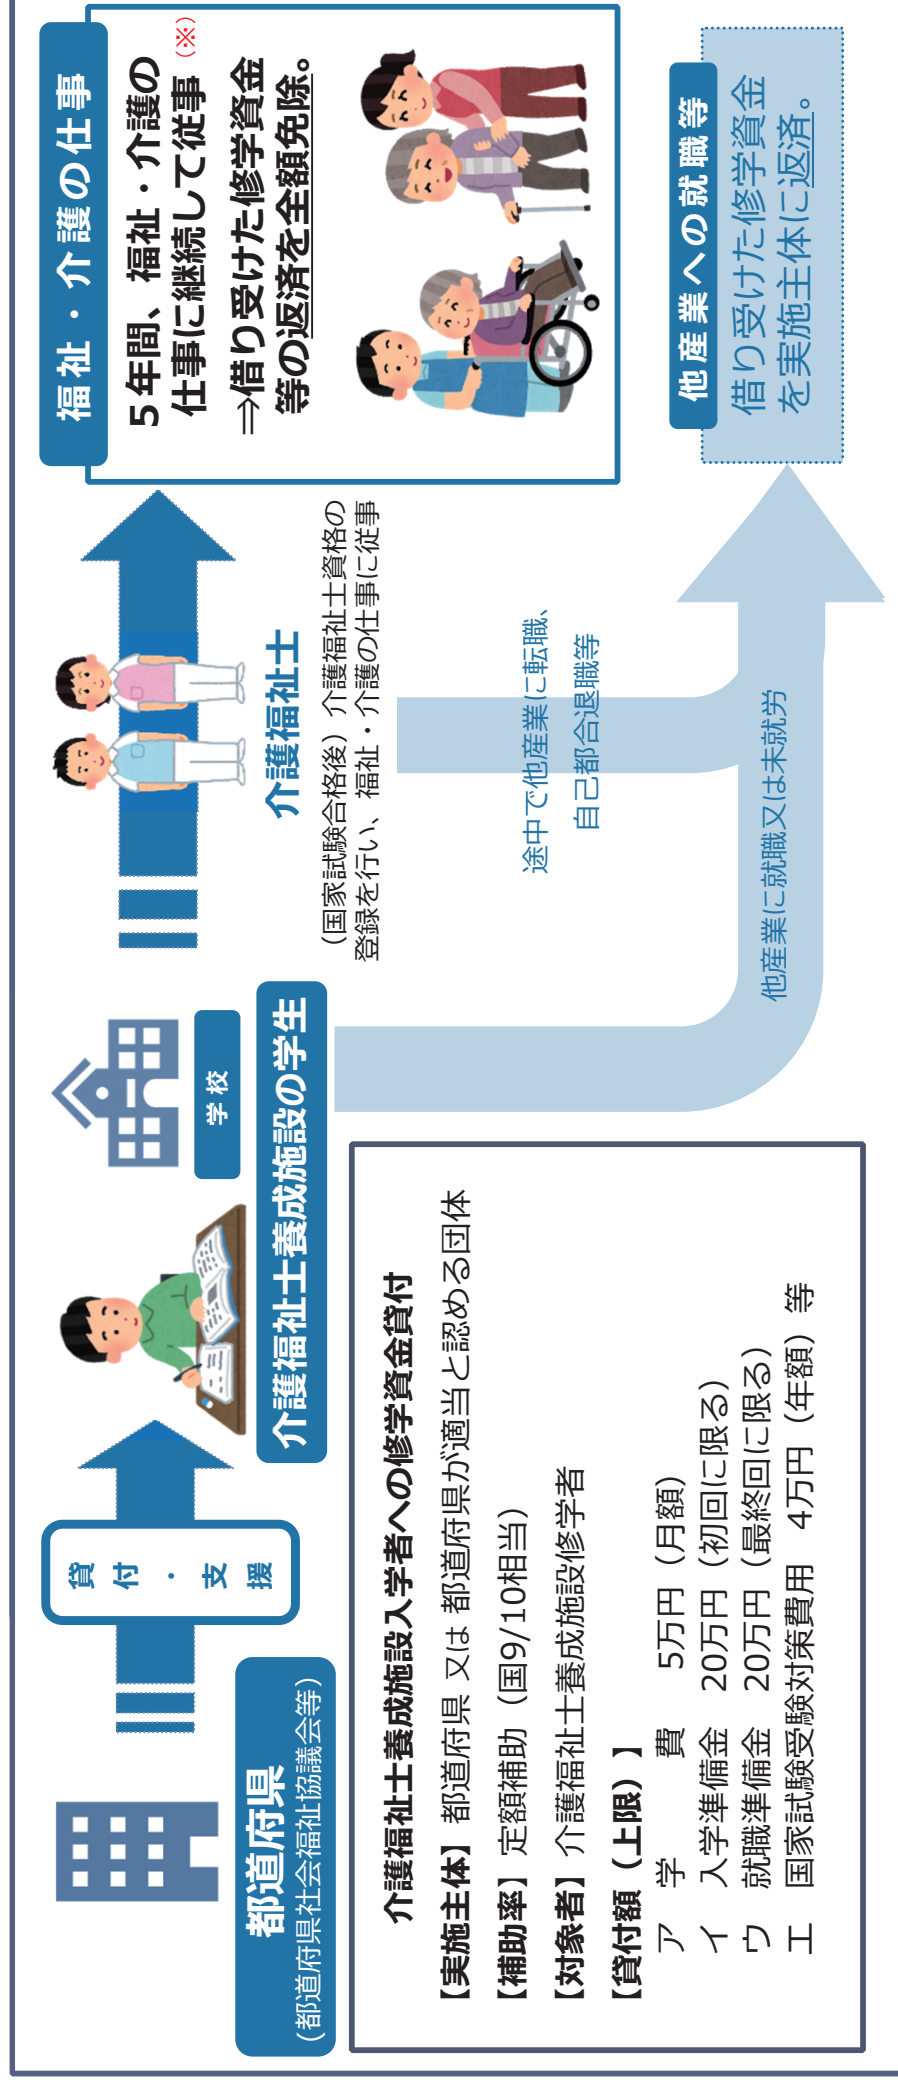 都道府県
(都道府県社会福祉協議会等)
貸付・支援
学校
介護福祉士養成施設の学生
介護福祉士
(国家試験合格後)介護福祉士資格の
登録を行い、福祉・介護の仕事に従事
福祉・介護の仕事
5年間、福祉・介護の
仕事に継続して従事(※)
⇒借り受けた修学資金
等の返済を全額免除。
途中で他産業に転職、
自己都合退職等
他産業に就職又は未就労
他産業への就職等
借り受けた修学資金
を実施主体に返済。
介護福祉士養成施設入学者への修学資金貸付
【実施主体】都道府県 又は 都道府県が適当と認める団体
【補助率】定額補助(国9/10相当)
【対象者】介護福祉士養成施設修学者
【貸付額(上限)】
ア 学 費 5万円(月額)
イ 入学準備金 20万円(初回に限る)
ウ 就職準備金 20万円(最終回に限る)
エ 国家試験受験対策費用 4万円(年額)等